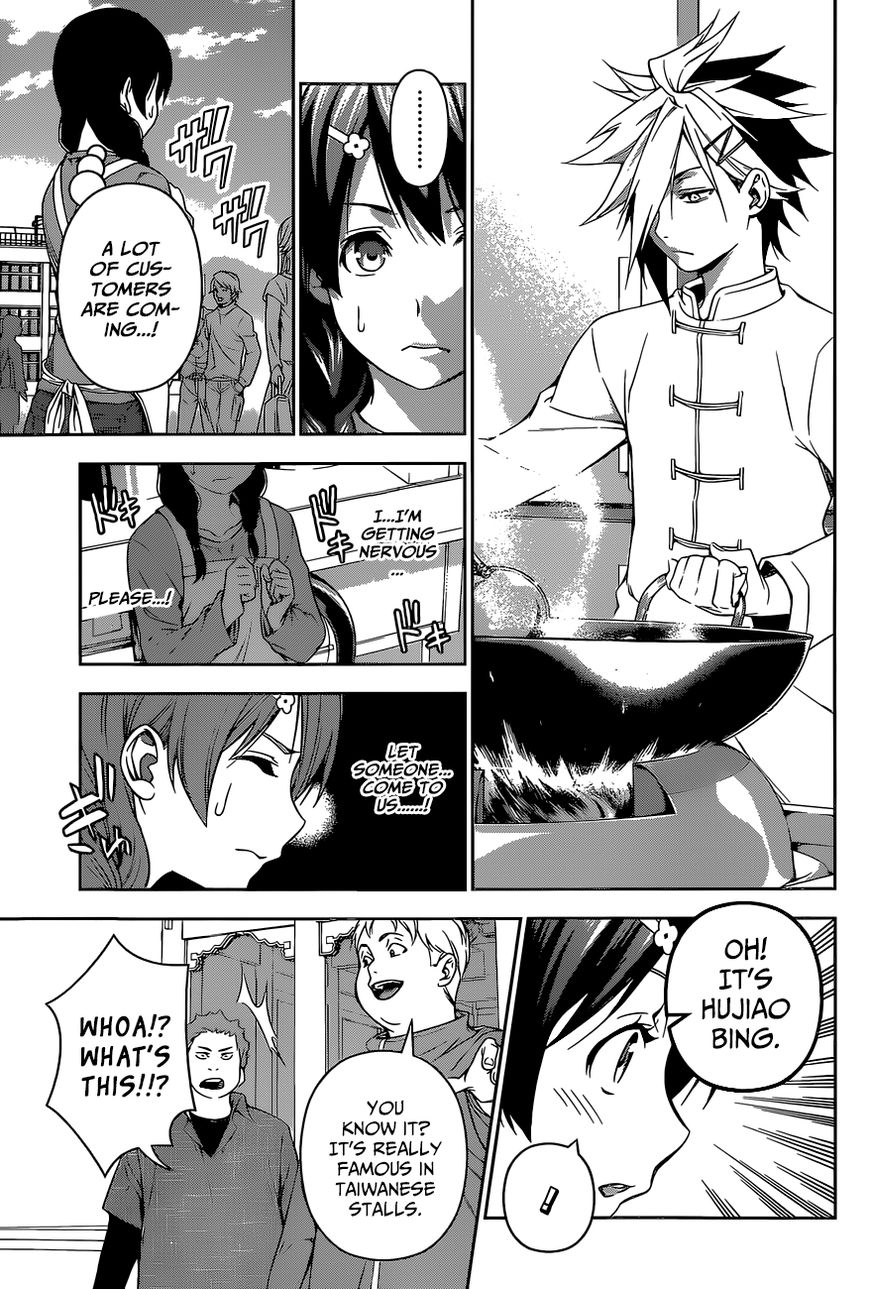 ………
ザワ
ザワ
A LOT
OF CUS-
TOMERS
ARE COM-
ING...!
ドキ
ドキ
ドキ
I...I'M
GETTING
NERVOUS
...
PLEASE...!
LET
SOMEONE...
COME TO
US......!
OH!
IT'S
HUJIAO
BING.
!
YOU
KNOW IT?
IT'S REALLY
FAMOUS IN
TAIWANESE
STALLS.
WHOA!?
WHAT'S
THIS!!?